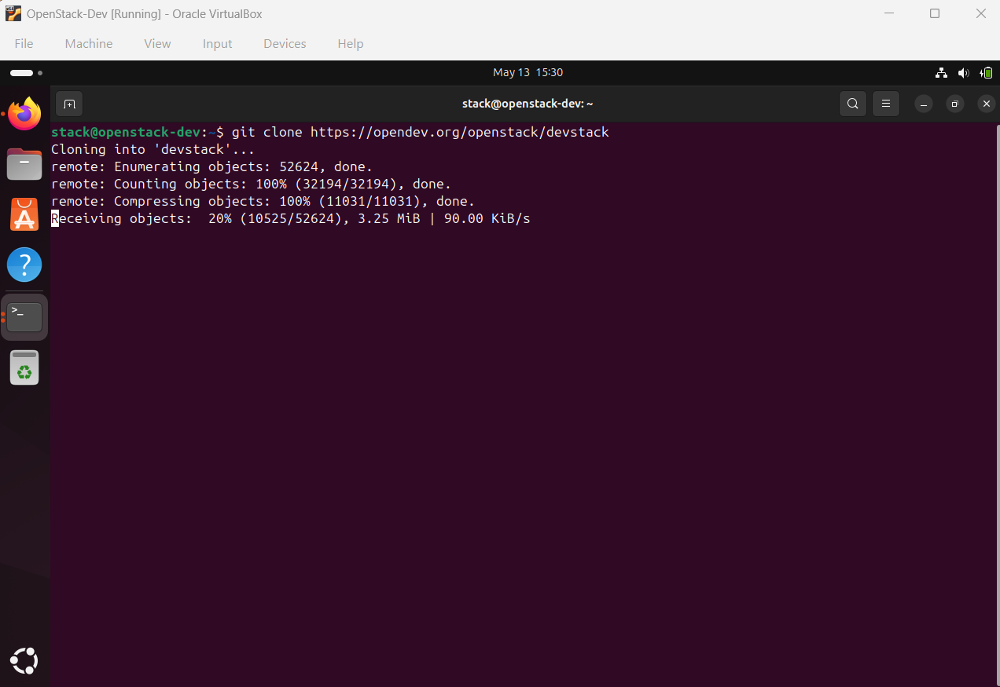 OpenStack-Dev [Running] - Oracle VirtualBox
File Machine View Input Devices Help
May 13 15:30
stack@openstack-dev: ~
stack@openstack-dev:~$ git clone https://opendev.org/openstack/devstack
Cloning into 'devstack'...
remote: Enumerating objects: 52624, done.
remote: Counting objects: 100% (32194/32194), done.
remote: Compressing objects: 100% (11031/11031), done.
Receiving objects:  20% (10525/52624), 3.25 MiB | 90.00 KiB/s